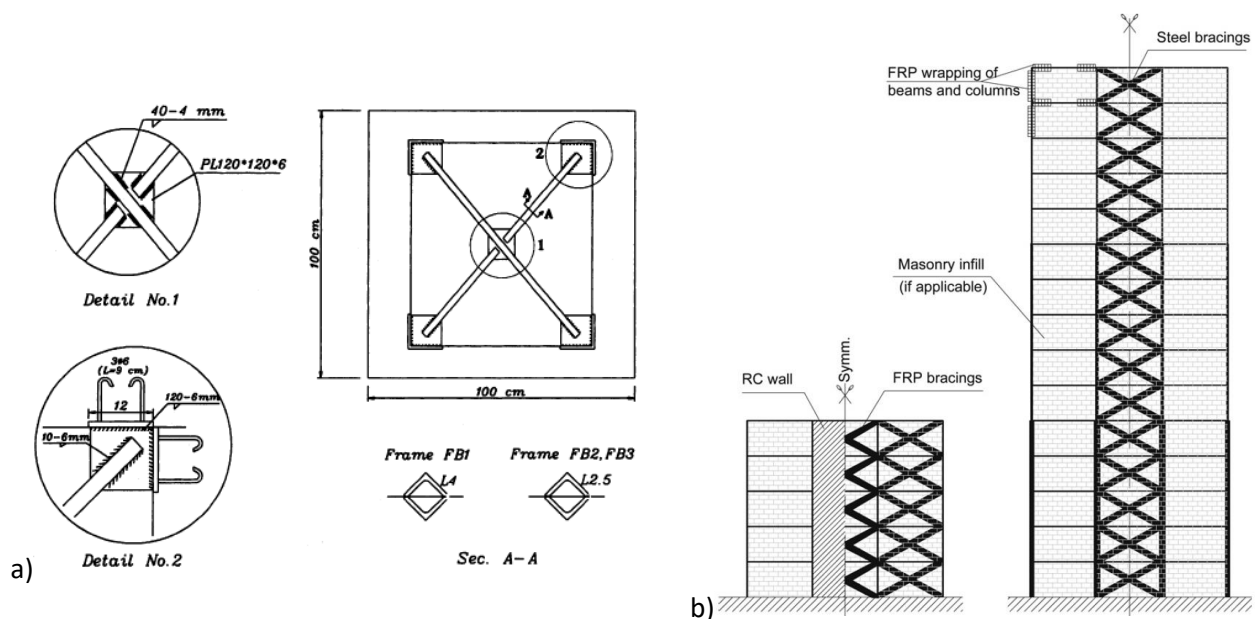 40-4 mm
PL120*120*6
Detail No.1
3*6
(L=9 cm)
120-6mm
12
10-6mm
Detail No.2
a)
2
A
A
1
100 cm
100 cm
Frame FB1
L4
Frame FB2, FB3
L2.5
Sec. A-A
b)
RC wall
Symm.
FRP bracings
Steel bracings
FRP wrapping of
beams and columns
Masonry infill
(if applicable)